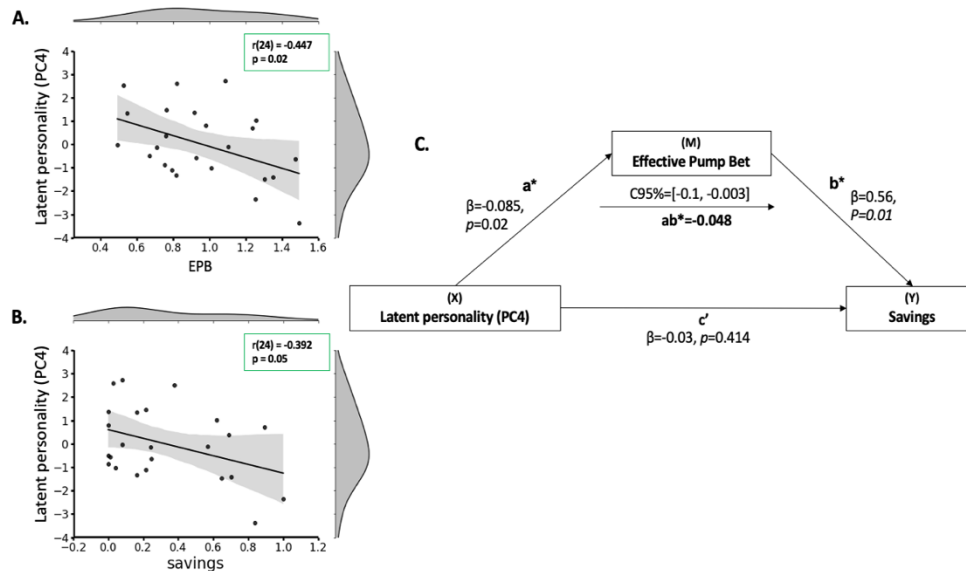 A.
r(24) = -0.447
p = 0.02
Latent personality (PC4)
4
3
2
1
0
−1
−2
−3
−4
0.4 0.6 0.8 1.0 1.2 1.4 1.6
EPB
B.
r(24) = -0.392
p = 0.05
Latent personality (PC4)
4
3
2
1
0
−1
−2
−3
−4
−0.2 0.0 0.2 0.4 0.6 0.8 1.0 1.2
savings
C.
(M)
Effective Pump Bet
a*
β=-0.085,
p=0.02
C95%=[-0.1, -0.003]
ab*=-0.048
b*
β=0.56,
P=0.01
(X)
Latent personality (PC4)
(Y)
Savings
c’
β=-0.03, p=0.414